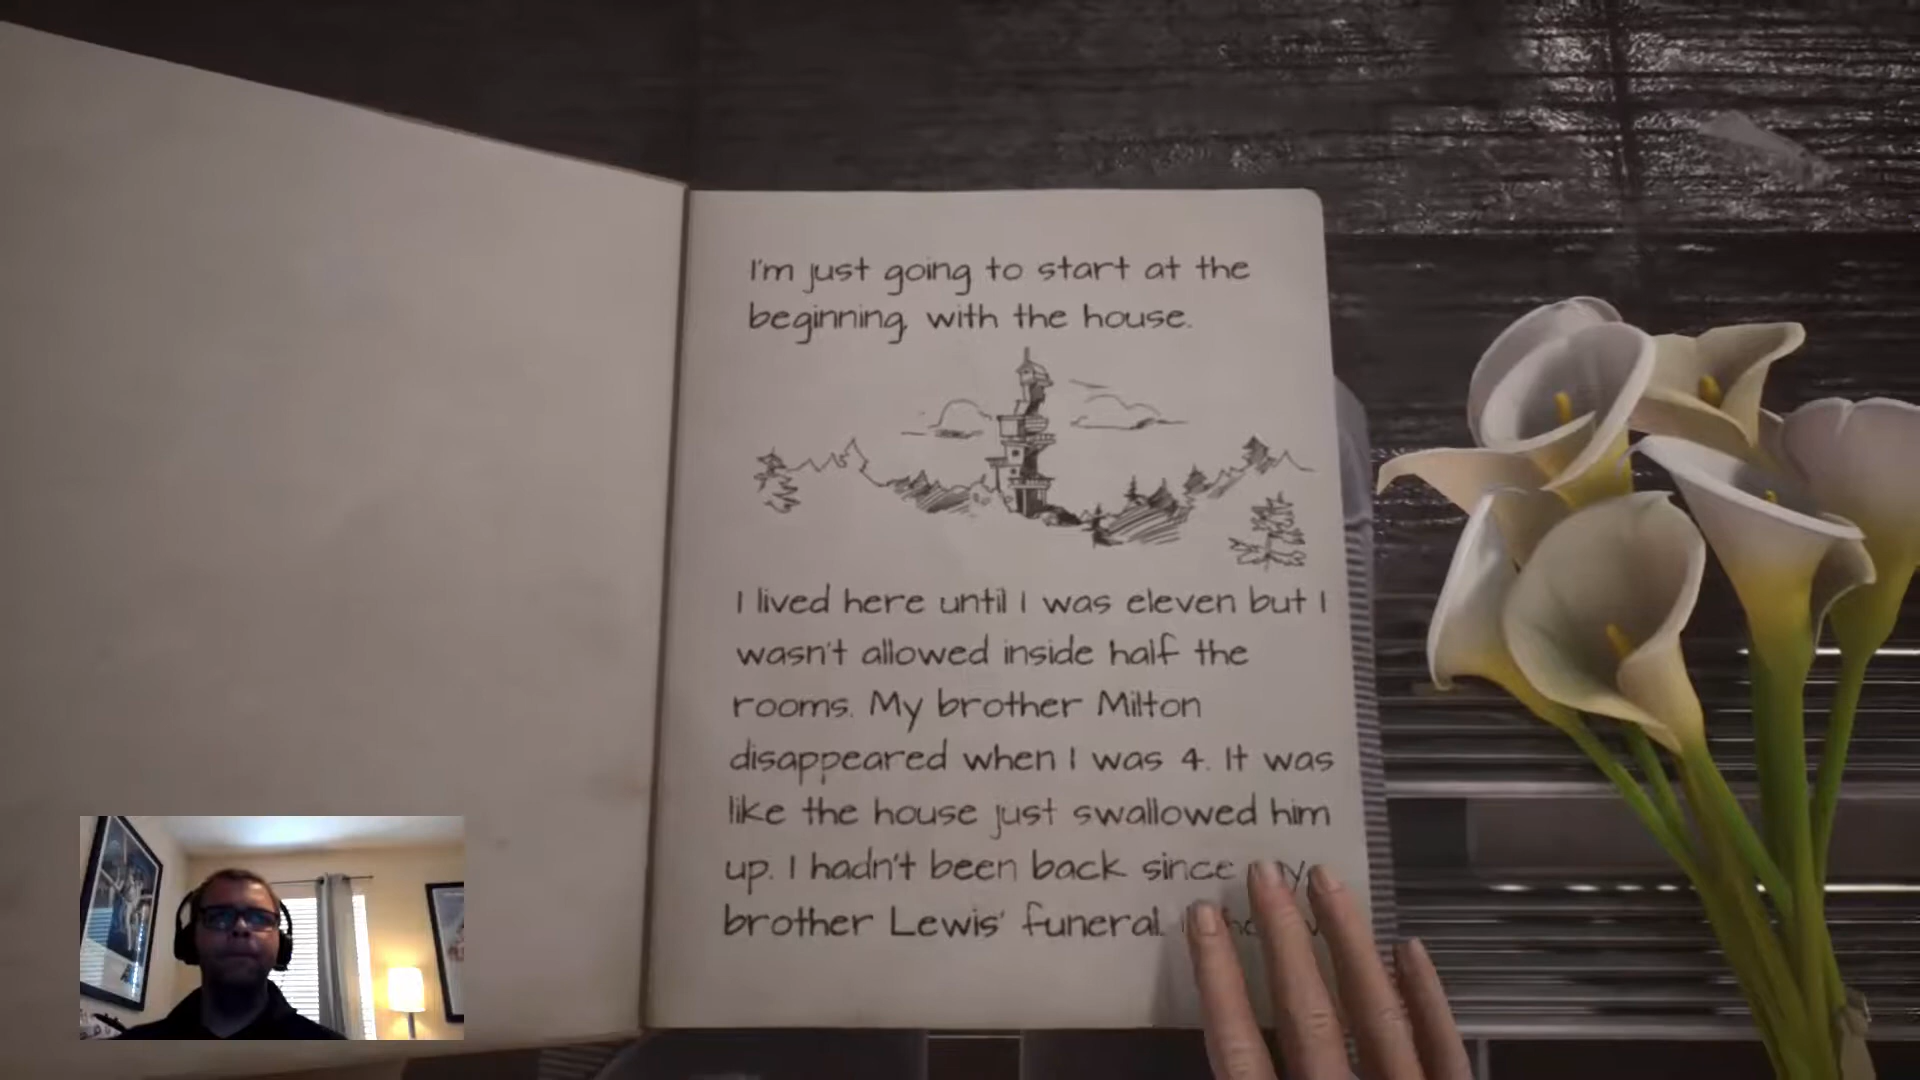 I'm just going to start at the
beginning, with the house.
I lived here until I was eleven but I
wasn't allowed inside half the
rooms. My brother Milton
disappeared when I was 4. It was
like the house just swallowed him
up. I hadn't been back since my
brother Lewis' funeral.